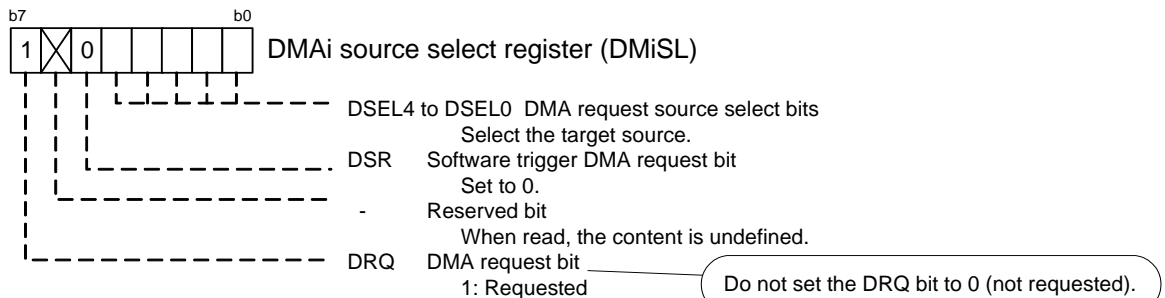 b7 b0
1 0 DMAi source select register (DMiSL)
DSEL4 to DSEL0 DMA request source select bits
Select the target source.
DSR Software trigger DMA request bit
Set to 0.
- Reserved bit
When read, the content is undefined.
DRQ DMA request bit
1: Requested
Do not set the DRQ bit to 0 (not requested).